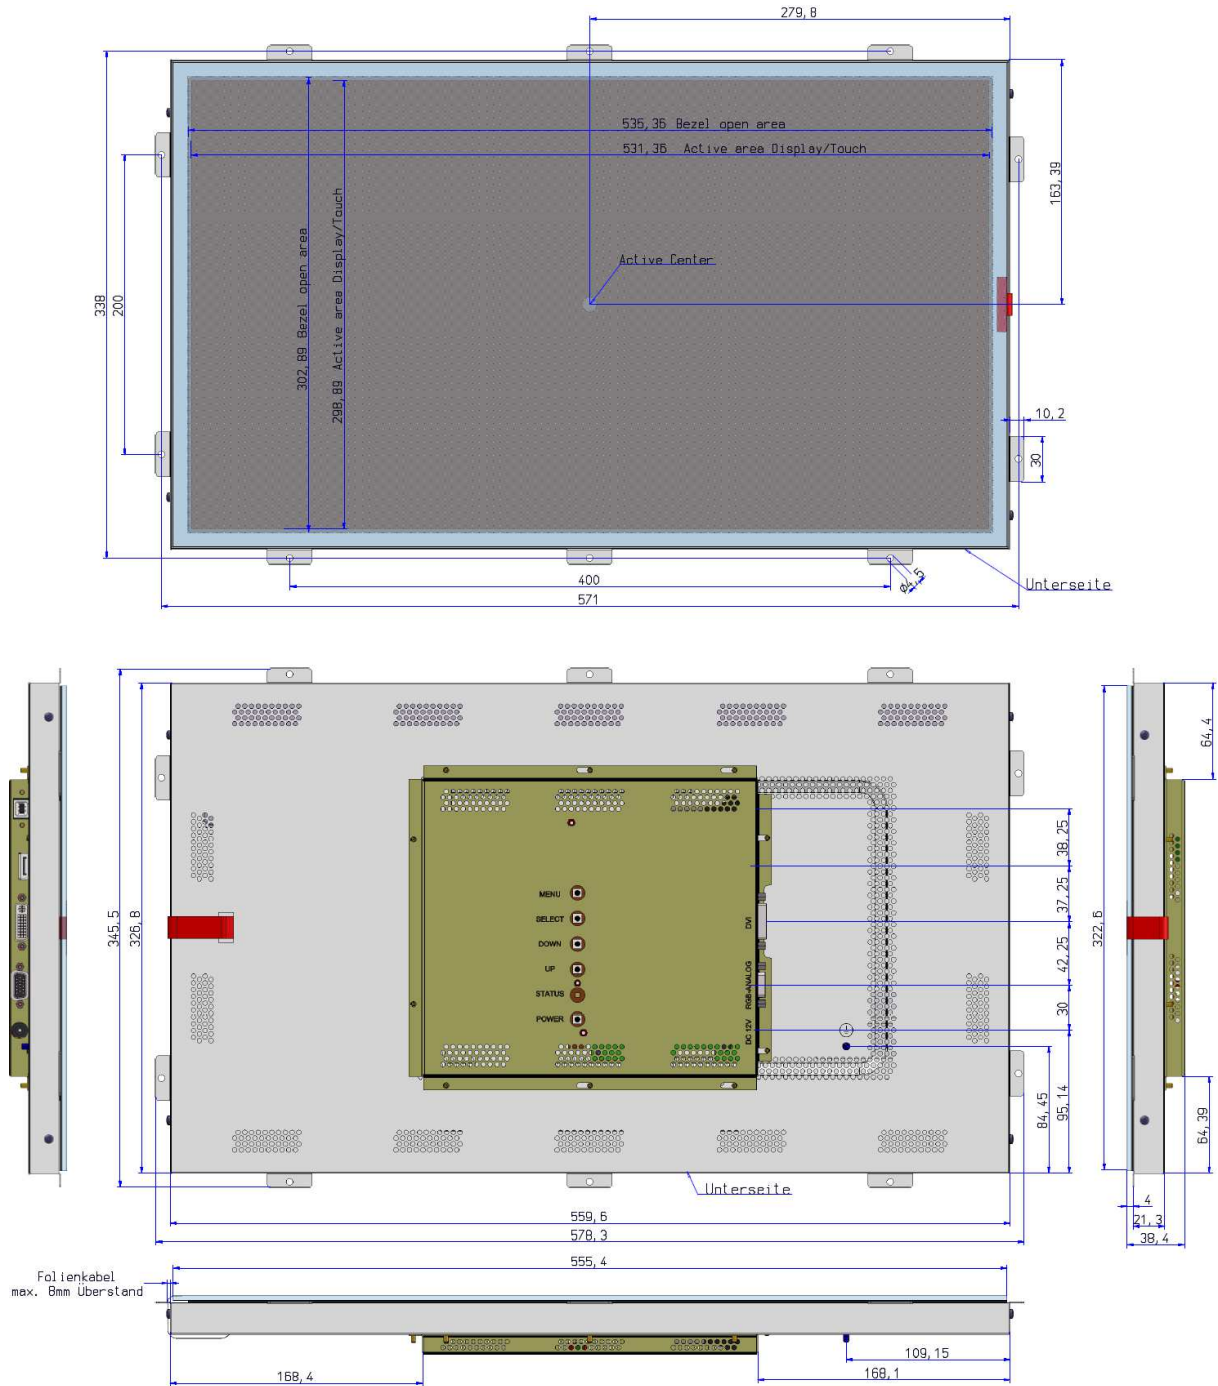 279,8
535,36 Bezel open area
531,36 Active area Display/Touch
163,39
302,89 Bezel open area
298,89 Active area Display/Touch
Active Center
338
200
10,2
30
400
571
ø4,5
Unterseite
345,5
326,8
MENU
SELECT
DOWN
UP
STATUS
POWER
DVI
RGB-ANALOG
DC 12V
38,25
37,25
42,25
30
95,14
84,45
322,6
64,4
64,39
4
21,3
38,4
Unterseite
559,6
578,3
555,4
Folienkabel
max. 8mm Überstand
109,15
168,4
168,1